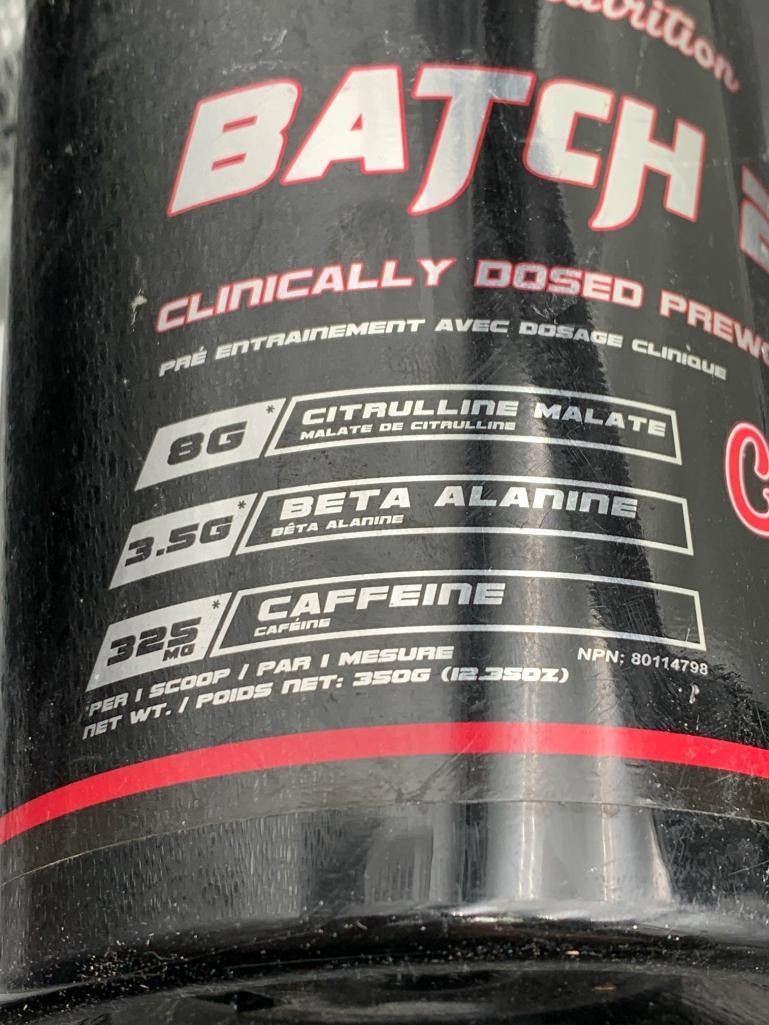 BATCH
CLINICALLY DOSED
PRÉ ENTRAINEMENT AVEC DOSAGE CLINIQUE
8G* CITRULLINE MALATE
MALATE DE CITRULLINE
3.5G* BETA ALANINE
BÊTA ALANINE
325 MG* CAFFEINE
CAFÉINE
PER 1 SCOOP / PAR 1 MESURE
NET WT. / POIDS NET: 350G (12.35OZ)
NPN; 80114798